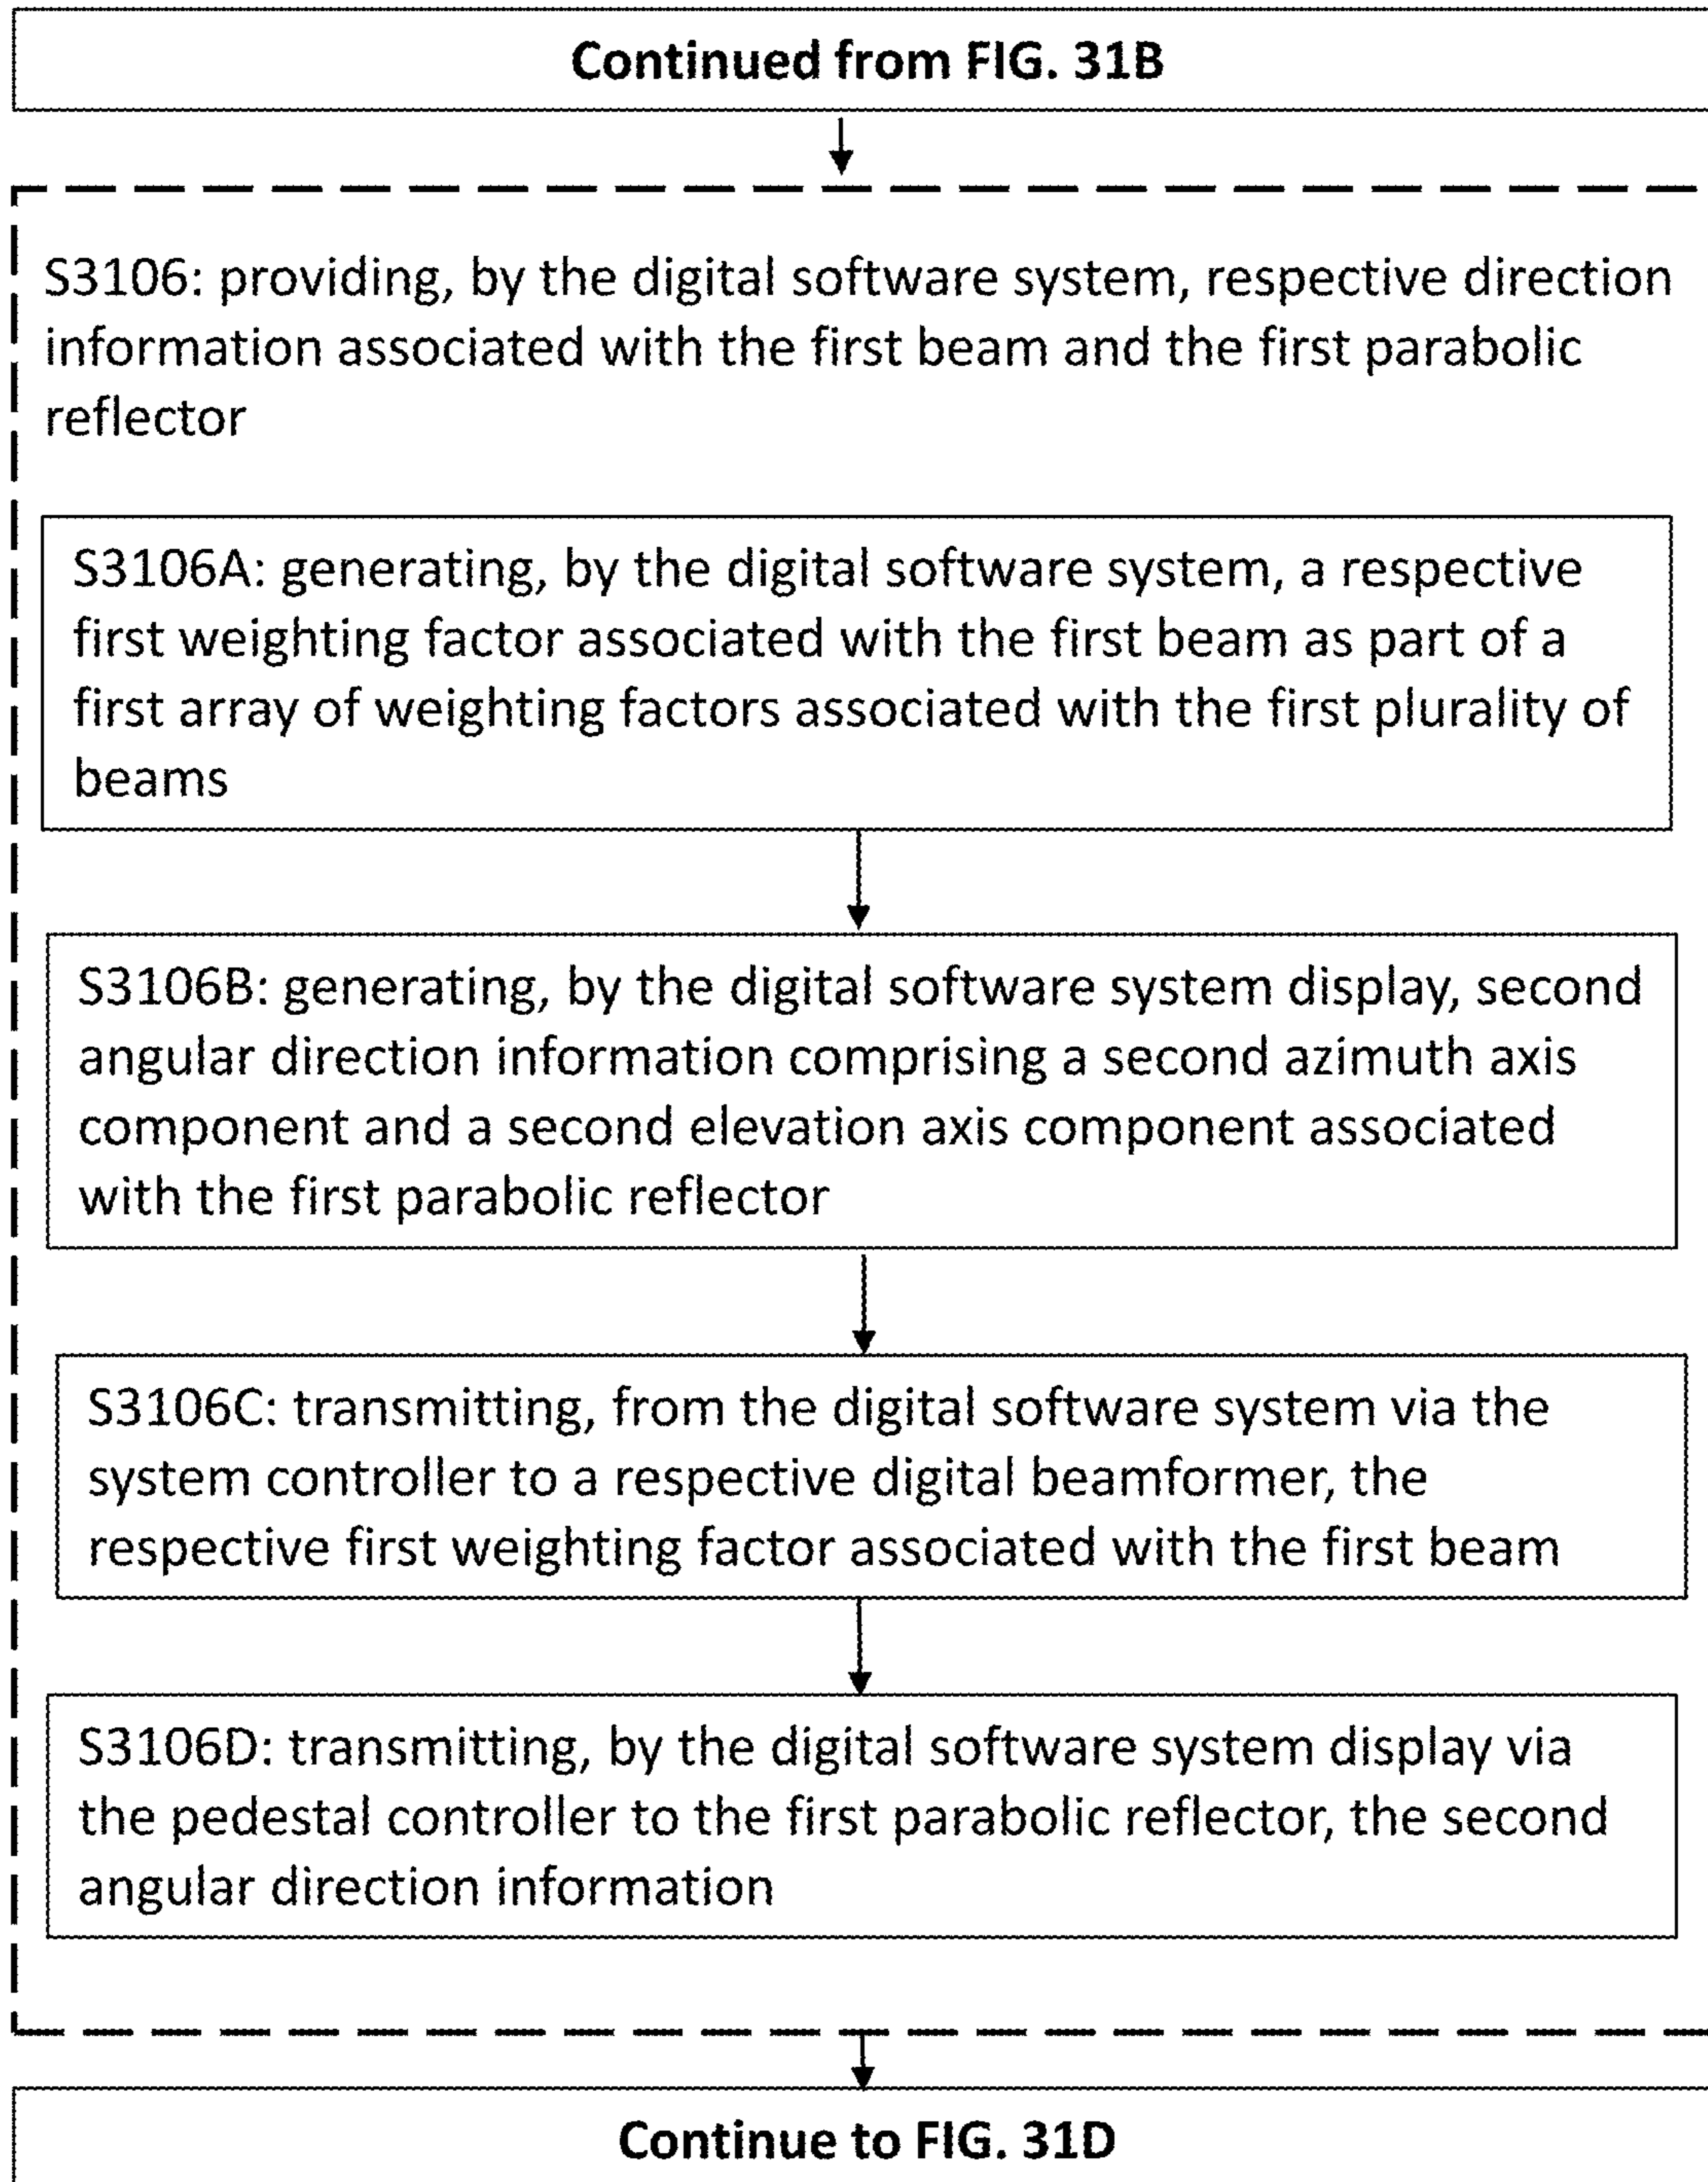 Continued from FIG. 31B
S3106: providing, by the digital software system, respective direction
information associated with the first beam and the first parabolic
reflector
S3106A: generating, by the digital software system, a respective
first weighting factor associated with the first beam as part of a
first array of weighting factors associated with the first plurality of
beams
S3106B: generating, by the digital software system display, second
angular direction information comprising a second azimuth axis
component and a second elevation axis component associated
with the first parabolic reflector
S3106C: transmitting, from the digital software system via the
system controller to a respective digital beamformer, the
respective first weighting factor associated with the first beam
S3106D: transmitting, by the digital software system display via
the pedestal controller to the first parabolic reflector, the second
angular direction information
Continue to FIG. 31D